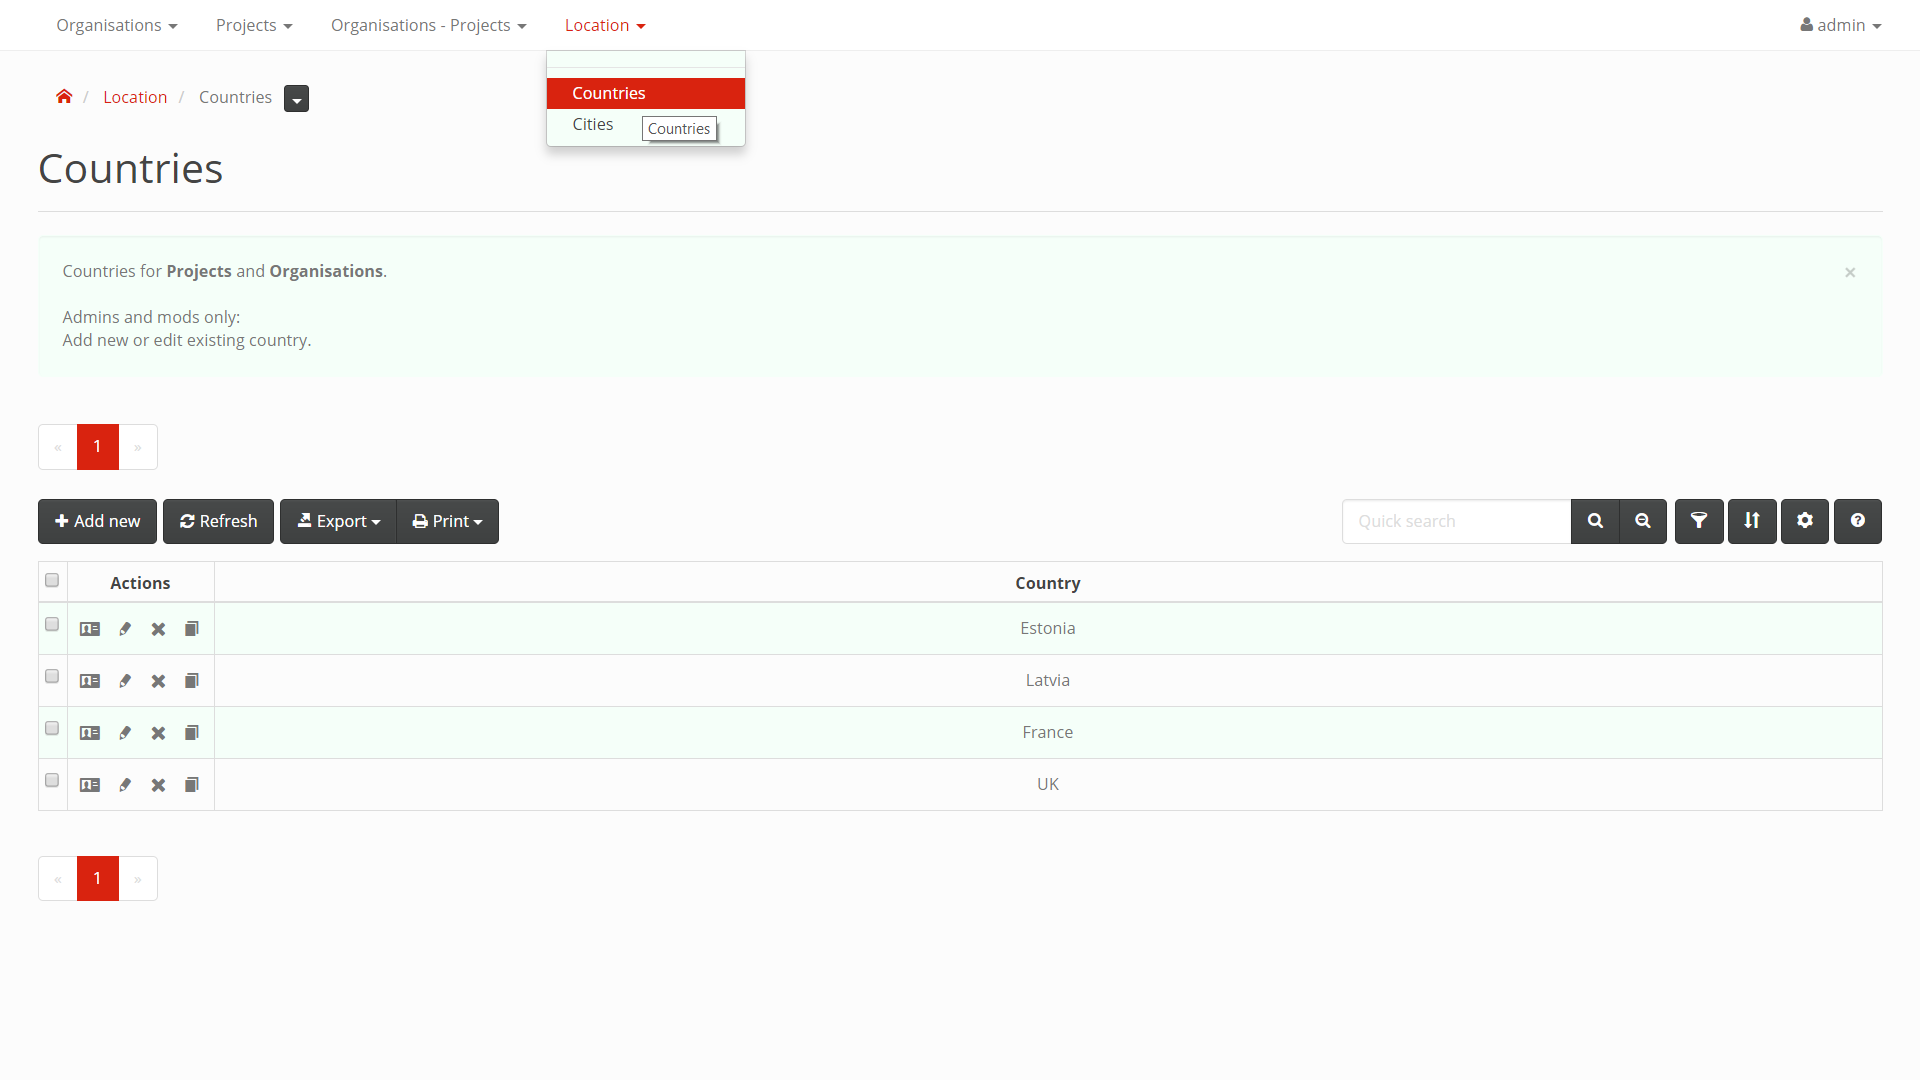 Organisations Projects Organisations - Projects Location admin
Countries
Cities
Countries
/ Location / Countries
Countries
Countries for Projects and Organisations.
×
Admins and mods only:
Add new or edit existing country.
« 1 »
Add new Refresh Export Print Quick search
Actions Country
Estonia
Latvia
France
UK
« 1 »